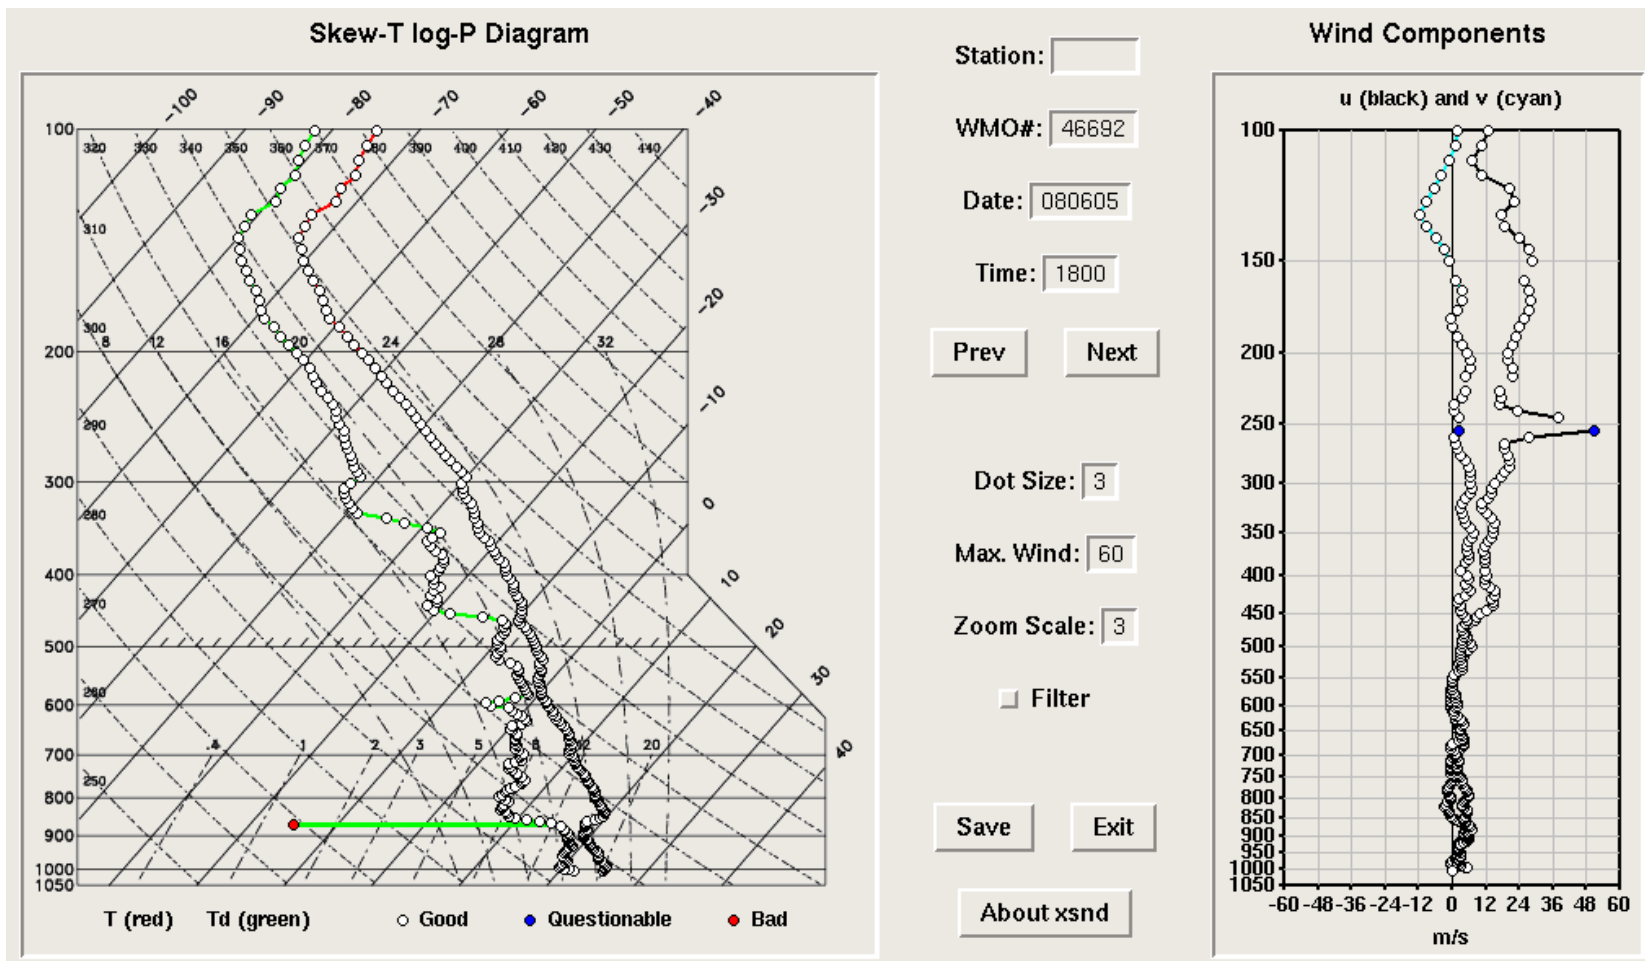 Skew-T log-P Diagram
-100 -90 -80 -70 -60 -50 -40
100
320 330 340 350 360 370 380 390 400 410 420 430 440
-30
310
-20
300
8 12 16 20 24 28 32
200
-10
290
300
0
280
400
10
270
20
500
30
260
600
-4 -1 2 3 5 8 12 20
40
700
250
800
900
1000
1050
T (red) Td (green) Good Questionable Bad
Station:
WMO#: 46692
Date: 080605
Time: 1800
Prev Next
Dot Size: 3
Max. Wind: 60
Zoom Scale: 3
Filter
Save Exit
About xsnd
Wind Components
u (black) and v (cyan)
100
150
200
250
300
350
400
450
500
550
600
650
700
750
800
850
900
950
1000
1050
-60 -48 -36 -24 -12 0 12 24 36 48 60
m/s